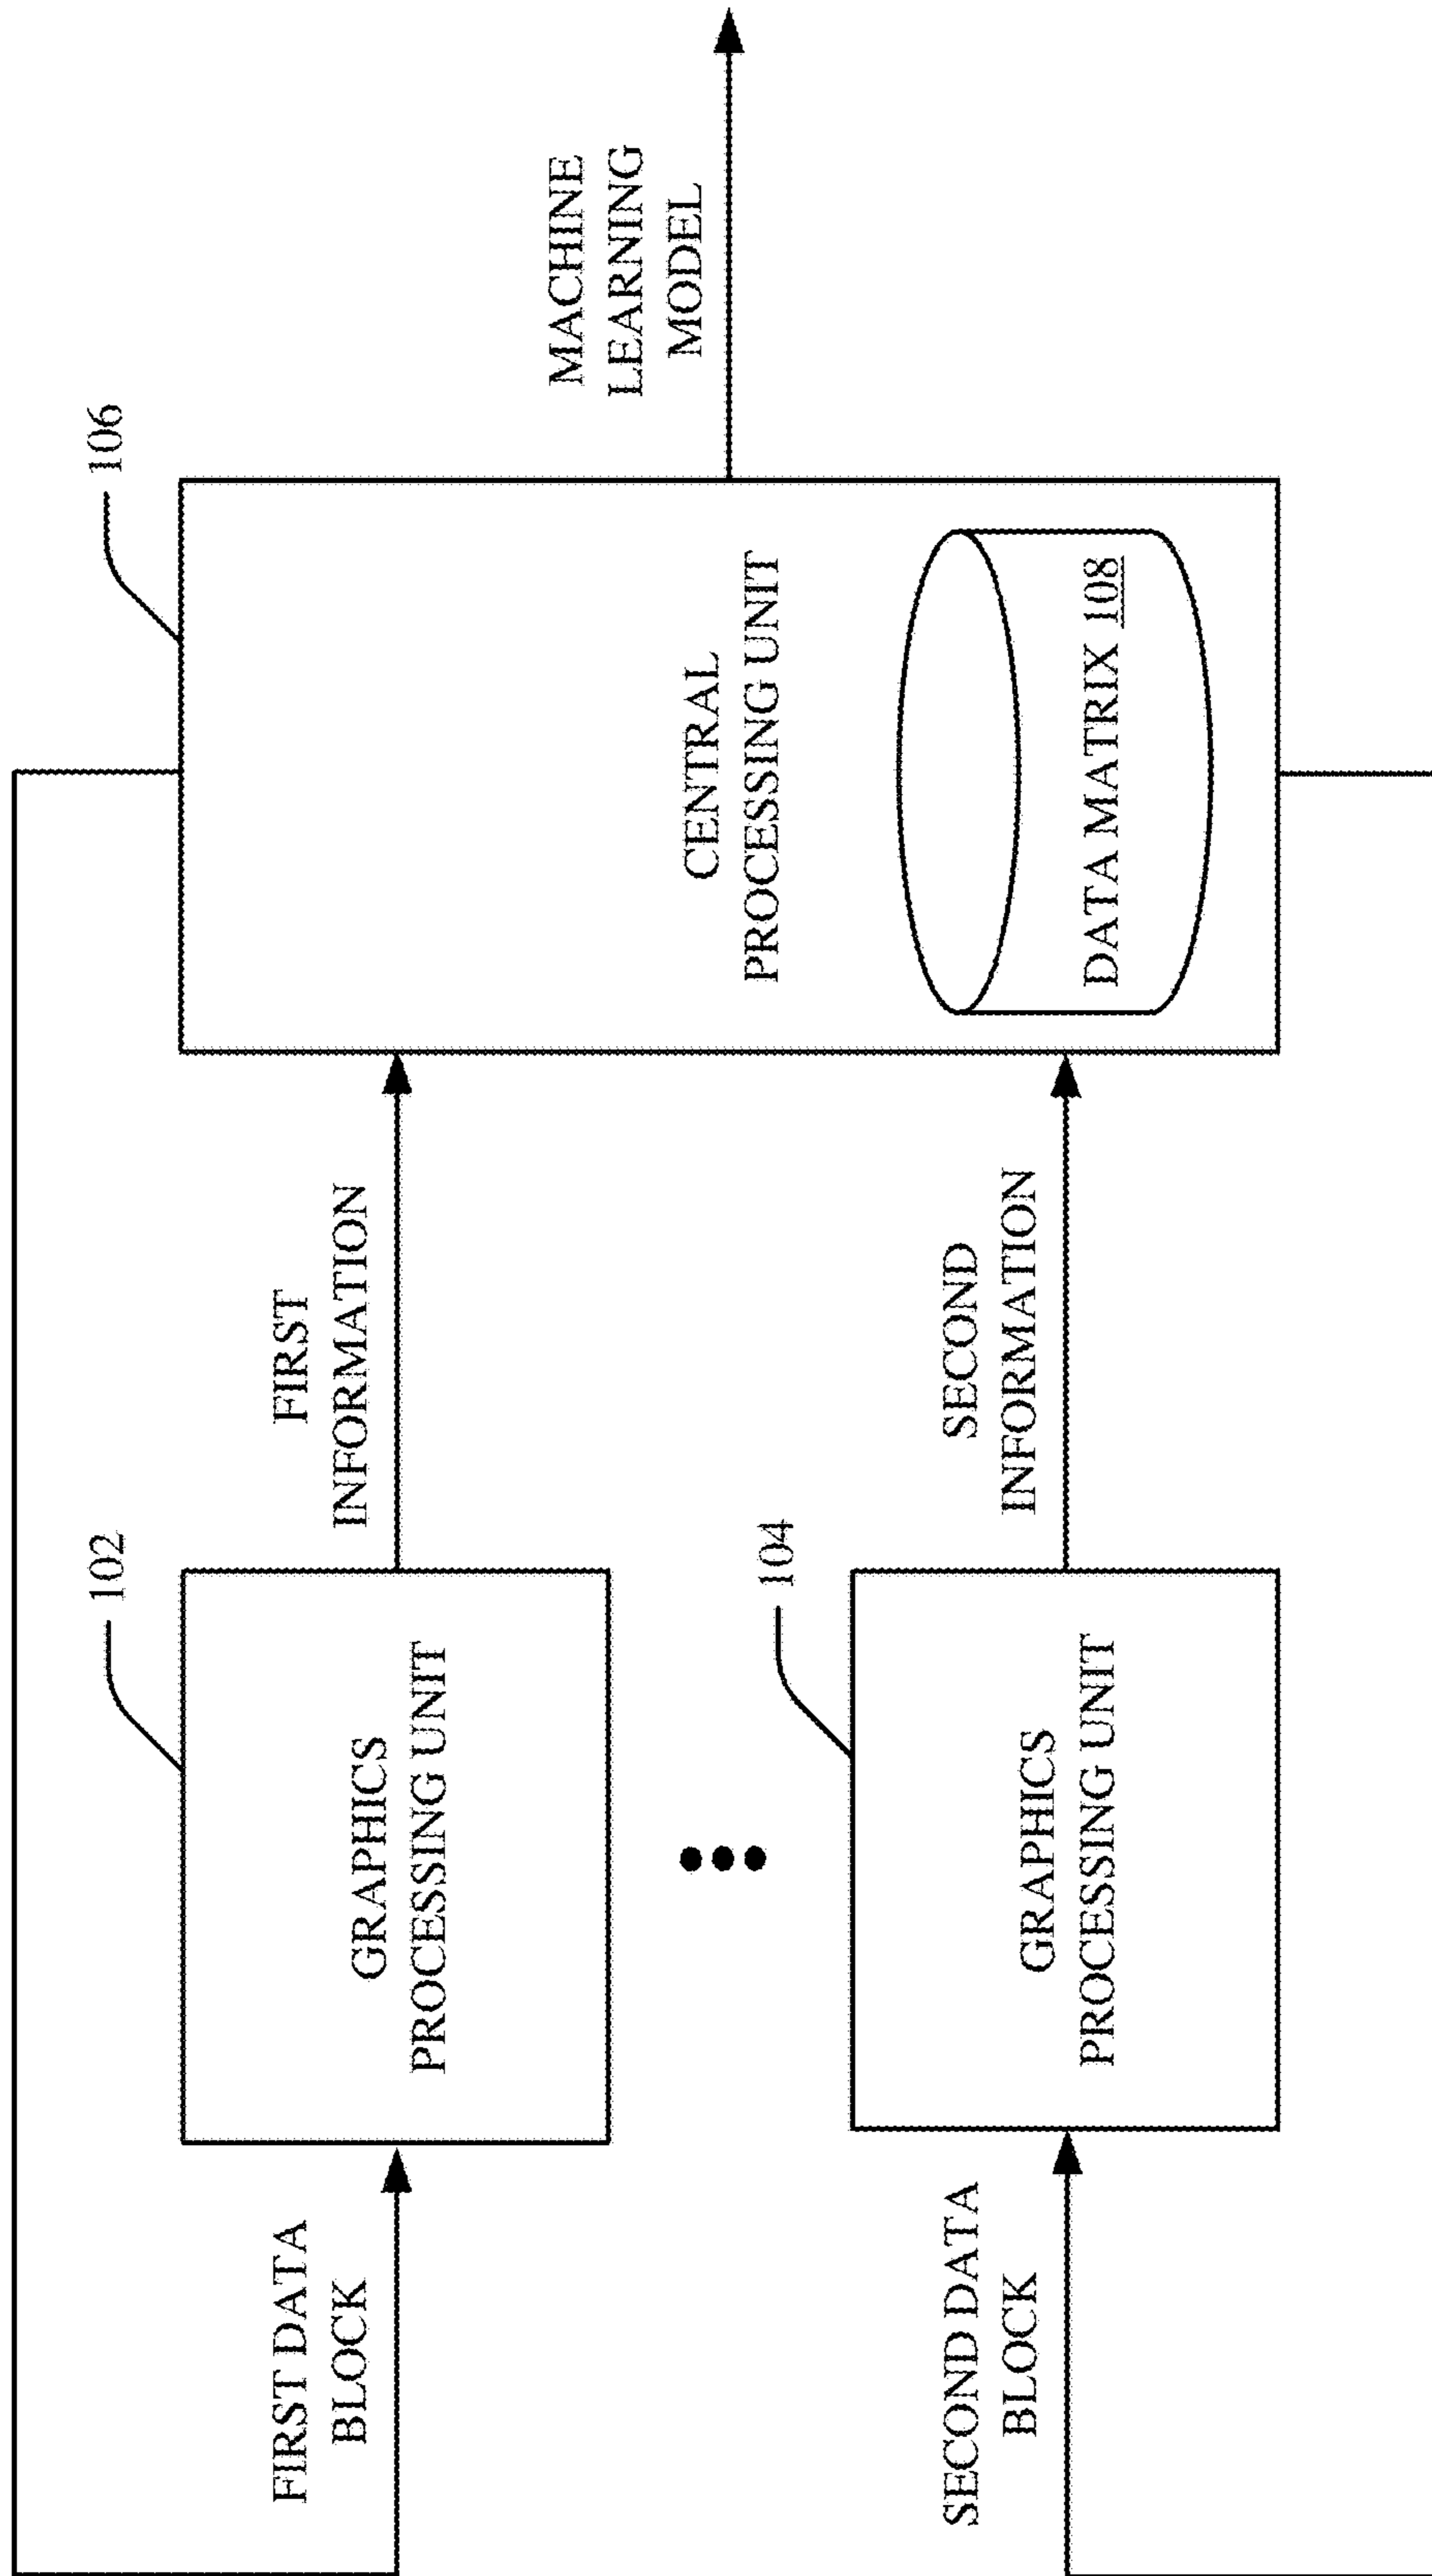 106
102
FIRST DATA
BLOCK
GRAPHICS
PROCESSING UNIT
FIRST
INFORMATION
MACHINE
LEARNING
MODEL
CENTRAL
PROCESSING UNIT
104
SECOND DATA
BLOCK
GRAPHICS
PROCESSING UNIT
SECOND
INFORMATION
DATA MATRIX 108